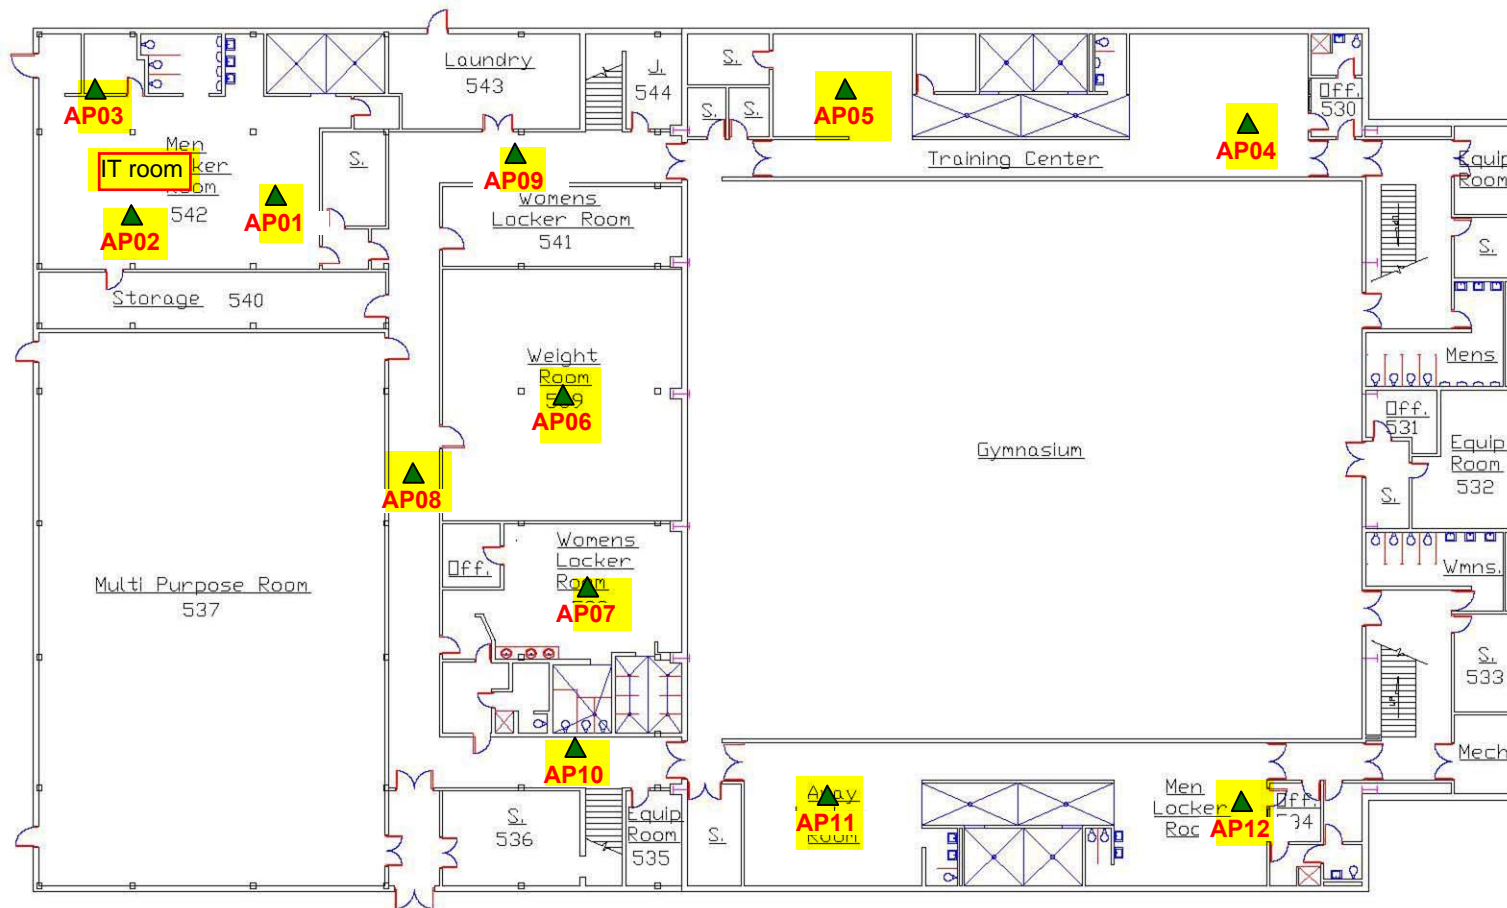 Laundry
543
J.
544
S.
S.
S.
AP05
Off.
530
AP04
Training Center
Equip
Room
AP03
Men
Room
542
IT room
AP01
AP02
S.
AP09
Womens
Locker Room
541
Storage 540
S.
Mens
Weight
Room
AP06
Gymnasium
Off.
531
Equip
Room
532
S.
AP08
Multi Purpose Room
537
Off.
Womens
Locker
Room
AP07
Wmns.
S.
533
Mech
AP10
S.
536
Equip
Room
535
S.
AP11
Room
Men
Locker
AP12
Off.